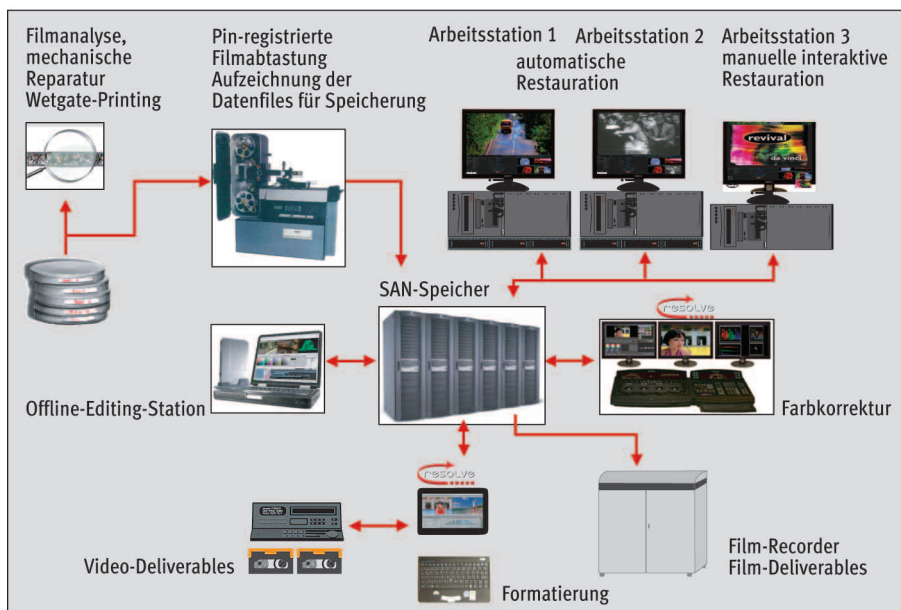 Filmanalyse,
mechanische
Reparatur
Wetgate-Printing
Pin-registrierte
Filmabtastung
Aufzeichnung der
Datenfiles für Speicherung
Arbeitsstation 1
Arbeitsstation 2
automatische
Restauration
Arbeitsstation 3
manuelle interaktive
Restauration
revival
da vinci
SAN-Speicher
resolve
Offline-Editing-Station
Farbkorrektur
resolve
Video-Deliverables
Formatierung
Film-Recorder
Film-Deliverables